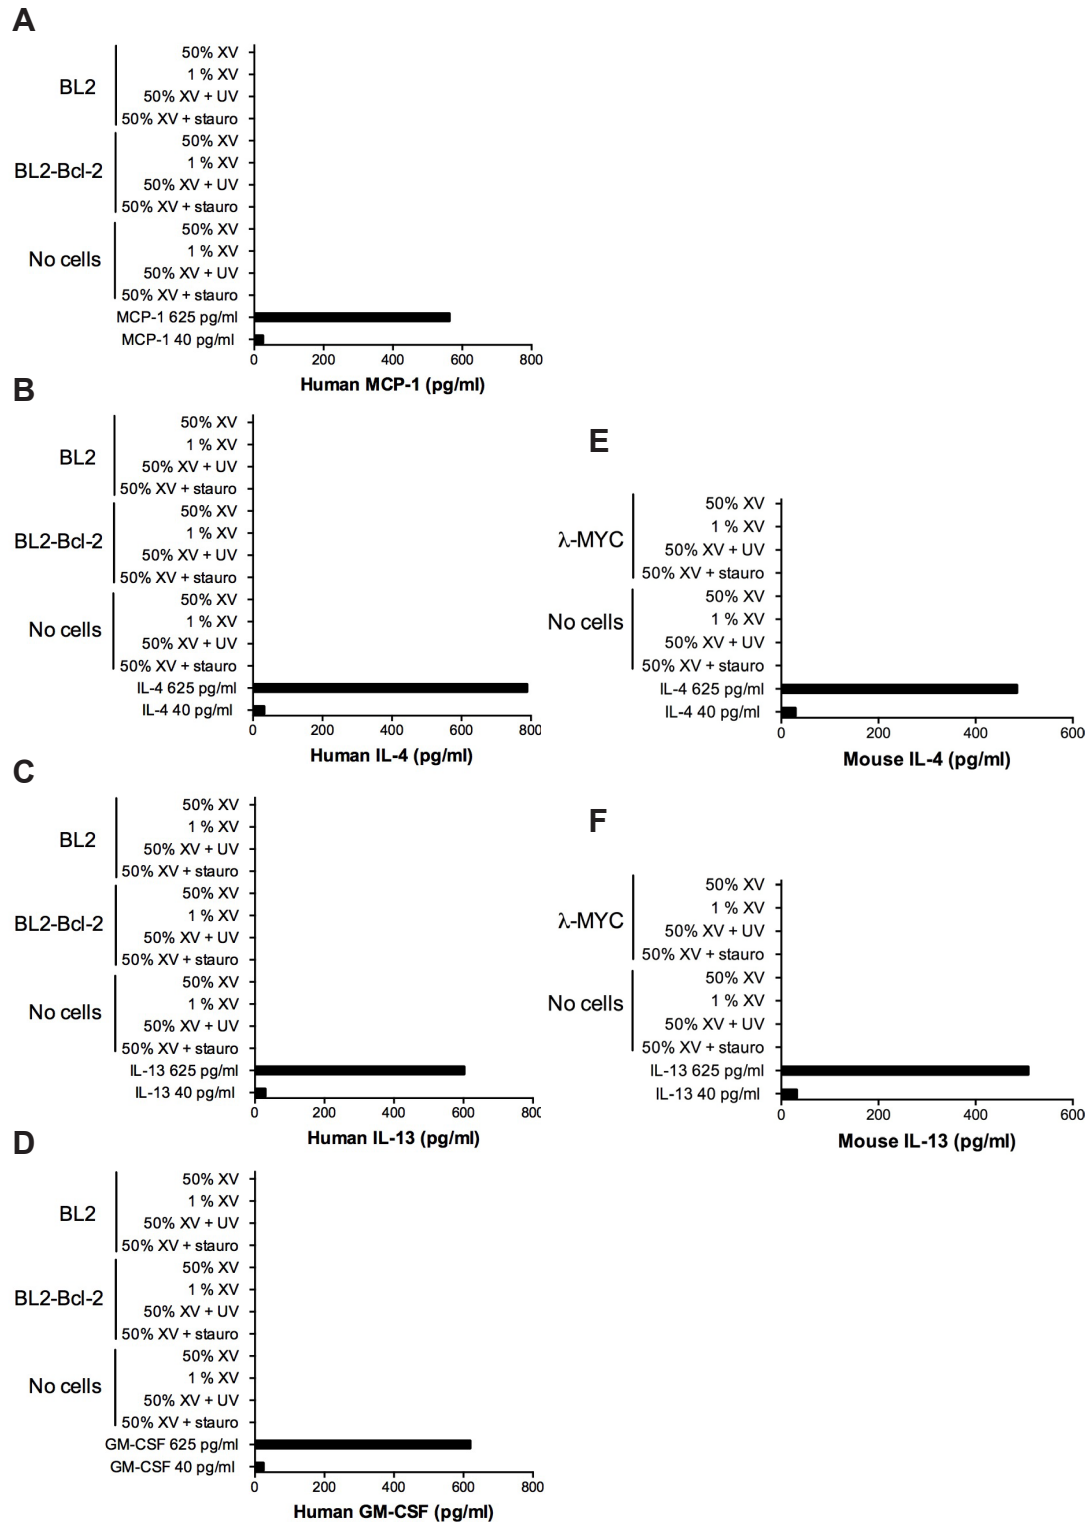 A
BL2
50% XV
1 % XV
50% XV + UV
50% XV + stauro
BL2-Bcl-2
50% XV
1 % XV
50% XV + UV
50% XV + stauro
No cells
50% XV
1 % XV
50% XV + UV
50% XV + stauro
MCP-1 625 pg/ml
MCP-1 40 pg/ml
0 200 400 600 800
Human MCP-1 (pg/ml)
B
BL2
50% XV
1 % XV
50% XV + UV
50% XV + stauro
BL2-Bcl-2
50% XV
1 % XV
50% XV + UV
50% XV + stauro
No cells
50% XV
1 % XV
50% XV + UV
50% XV + stauro
IL-4 625 pg/ml
IL-4 40 pg/ml
0 200 400 600 800
Human IL-4 (pg/ml)
C
BL2
50% XV
1 % XV
50% XV + UV
50% XV + stauro
BL2-Bcl-2
50% XV
1 % XV
50% XV + UV
50% XV + stauro
No cells
50% XV
1 % XV
50% XV + UV
50% XV + stauro
IL-13 625 pg/ml
IL-13 40 pg/ml
0 200 400 600 800
Human IL-13 (pg/ml)
D
BL2
50% XV
1 % XV
50% XV + UV
50% XV + stauro
BL2-Bcl-2
50% XV
1 % XV
50% XV + UV
50% XV + stauro
No cells
50% XV
1 % XV
50% XV + UV
50% XV + stauro
GM-CSF 625 pg/ml
GM-CSF 40 pg/ml
0 200 400 600 800
Human GM-CSF (pg/ml)
E
λ-MYC
50% XV
1 % XV
50% XV + UV
50% XV + stauro
No cells
50% XV
1 % XV
50% XV + UV
50% XV + stauro
IL-4 625 pg/ml
IL-4 40 pg/ml
0 200 400 600
Mouse IL-4 (pg/ml)
F
λ-MYC
50% XV
1 % XV
50% XV + UV
50% XV + stauro
No cells
50% XV
1 % XV
50% XV + UV
50% XV + stauro
IL-13 625 pg/ml
IL-13 40 pg/ml
0 200 400 600
Mouse IL-13 (pg/ml)